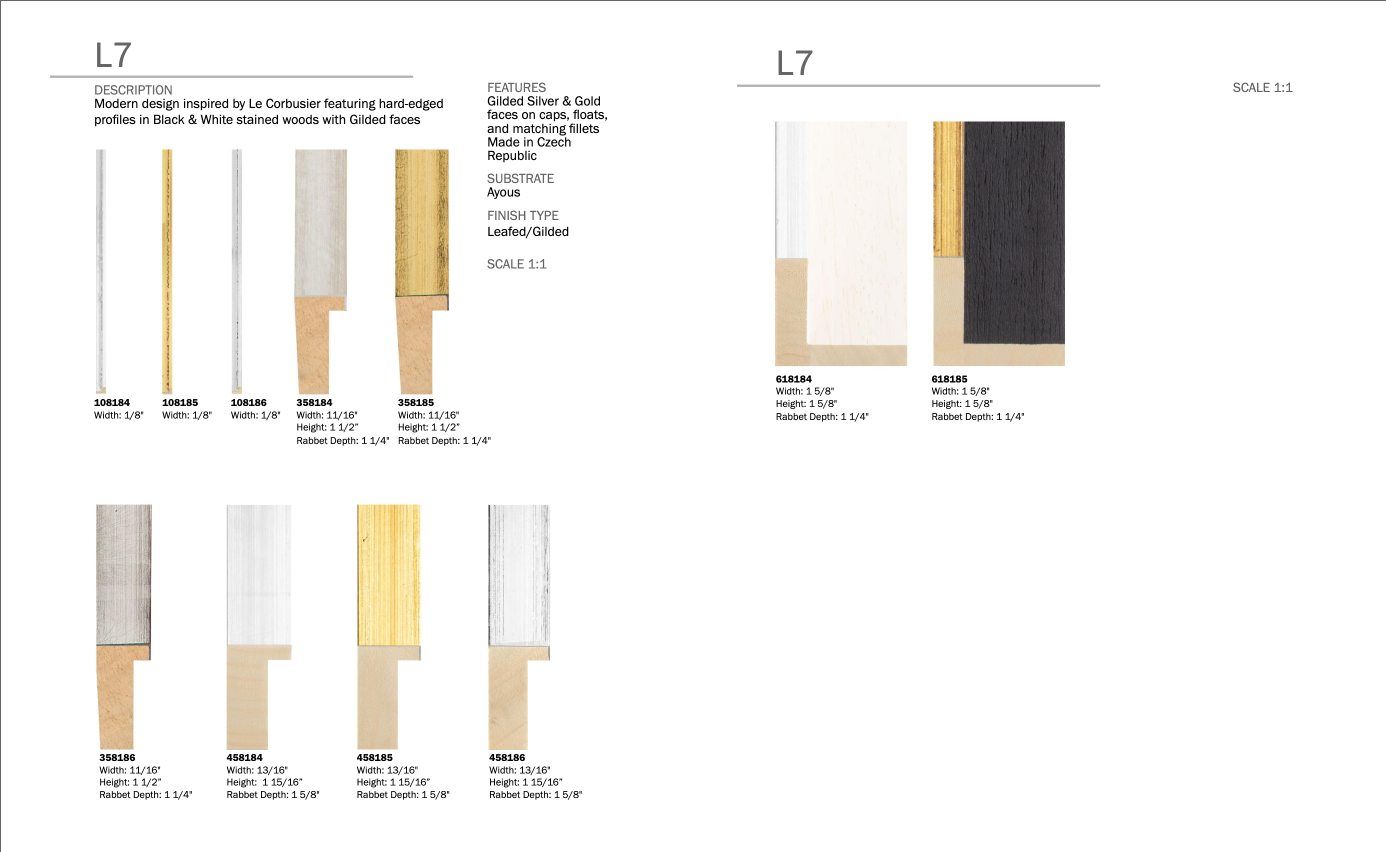 L7
DESCRIPTION
Modern design inspired by Le Corbusier featuring hard-edged
profiles in Black & White stained woods with Gilded faces
FEATURES
Gilded Silver & Gold
faces on caps, floats,
and matching fillets
Made in Czech
Republic
SUBSTRATE
Ayous
FINISH TYPE
Leafed/Gilded
SCALE 1:1
108184
Width: 1/8"
108185
Width: 1/8"
108186
Width: 1/8"
358184
Width: 11/16"
Height: 1 1/2”
Rabbet Depth: 1 1/4"
358185
Width: 11/16"
Height: 1 1/2”
Rabbet Depth: 1 1/4"
358186
Width: 11/16"
Height: 1 1/2”
Rabbet Depth: 1 1/4"
458184
Width: 13/16"
Height:  1 15/16”
Rabbet Depth: 1 5/8"
458185
Width: 13/16"
Height: 1 15/16”
Rabbet Depth: 1 5/8"
458186
Width: 13/16"
Height: 1 15/16”
Rabbet Depth: 1 5/8"
L7
SCALE 1:1
618184
Width: 1 5/8"
Height: 1 5/8"
Rabbet Depth: 1 1/4"
618185
Width: 1 5/8"
Height: 1 5/8"
Rabbet Depth: 1 1/4"